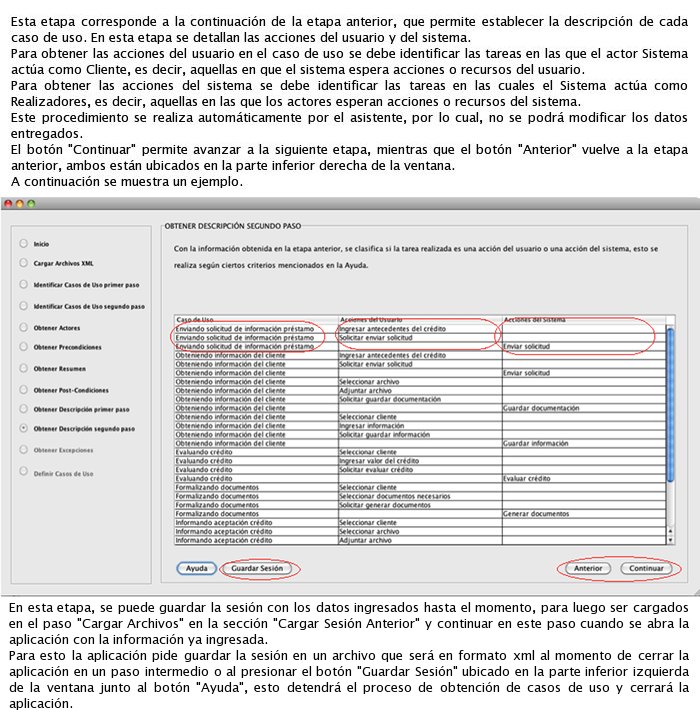 Esta etapa corresponde a la continuación de la etapa anterior, que permite establecer la descripción de cada
caso de uso. En esta etapa se detallan las acciones del usuario y del sistema.
Para obtener las acciones del usuario en el caso de uso se debe identificar las tareas en las que el actor Sistema
actúa como Cliente, es decir, aquellas en que el sistema espera acciones o recursos del usuario.
Para obtener las acciones del sistema se debe identificar las tareas en las cuales el Sistema actúa como
Realizadores, es decir, aquellas en las que los actores esperan acciones o recursos del sistema.
Este procedimiento se realiza automáticamente por el asistente, por lo cual, no se podrá modificar los datos
entregados.
El botón "Continuar" permite avanzar a la siguiente etapa, mientras que el botón "Anterior" vuelve a la etapa
anterior, ambos están ubicados en la parte inferior derecha de la ventana.
A continuación se muestra un ejemplo.
Inicio
Cargar Archivos XML
Identificar Casos de Uso primer paso
Identificar Casos de Uso segundo paso
Obtener Actores
Obtener Precondiciones
Obtener Resumen
Obtener Post-Condiciones
Obtener Descripción primer paso
Obtener Descripción segundo paso
Obtener Excepciones
Definir Casos de Uso
OBTENER DESCRIPCIÓN SEGUNDO PASO
Con la información obtenida en la etapa anterior, se clasifica si la tarea realizada es una acción del usuario o una acción del sistema, esto se
realiza según ciertos criterios mencionados en la Ayuda.
Caso de Uso Acciones del Usuario Acciones del Sistema
Enviando solicitud de información préstamo Ingresar antecedentes del crédito
Enviando solicitud de información préstamo Solicitar enviar solicitud
Enviando solicitud de información préstamo Enviar solicitud
Obteniendo información del cliente Ingresar antecedentes del crédito
Obteniendo información del cliente Solicitar enviar solicitud
Obteniendo información del cliente Enviar solicitud
Obteniendo información del cliente Seleccionar archivo
Obteniendo información del cliente Adjuntar archivo
Obteniendo información del cliente Solicitar guardar documentación
Obteniendo información del cliente Guardar documentación
Obteniendo información del cliente Seleccionar cliente
Obteniendo información del cliente Ingresar información
Obteniendo información del cliente Solicitar guardar información
Obteniendo información del cliente Guardar información
Evaluando crédito Seleccionar cliente
Evaluando crédito Ingresar valor del crédito
Evaluando crédito Solicitar evaluar crédito
Evaluando crédito Evaluar crédito
Formalizando documentos Seleccionar cliente
Formalizando documentos Seleccionar documentos necesarios
Formalizando documentos Solicitar generar documentos
Formalizando documentos Generar documentos
Informando aceptación crédito Seleccionar cliente
Informando aceptación crédito Seleccionar archivo
Informando aceptación crédito Adjuntar archivo
Ayuda Guardar Sesión Anterior Continuar
En esta etapa, se puede guardar la sesión con los datos ingresados hasta el momento, para luego ser cargados
en el paso "Cargar Archivos" en la sección "Cargar Sesión Anterior" y continuar en este paso cuando se abra la
aplicación con la información ya ingresada.
Para esto la aplicación pide guardar la sesión en un archivo que será en formato xml al momento de cerrar la
aplicación en un paso intermedio o al presionar el botón "Guardar Sesión" ubicado en la parte inferior izquierda
de la ventana junto al botón "Ayuda", esto detendrá el proceso de obtención de casos de uso y cerrará la
aplicación.